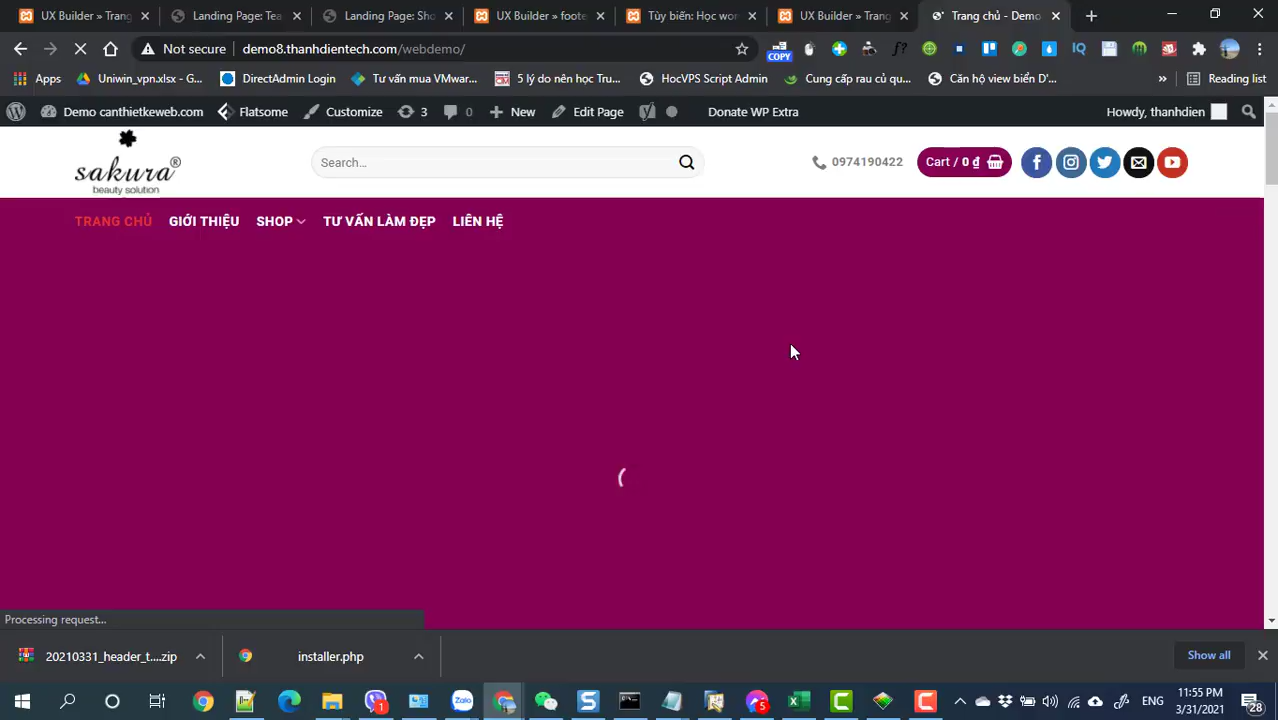 UX Builder » Trang
Landing Page: Tea
Landing Page: Sho
UX Builder » foote
Tùy biến: Học wor
UX Builder » Trang
Trang chủ - Demo
Not secure demo8.thanhdientech.com/webdemo/
COPY
f?
IQ
Apps
Uniwin_vpn.xlsx - G...
DirectAdmin Login
Tư vấn mua VMwar...
5 lý do nên học Tru...
HocVPS Script Admin
Cung cấp rau củ qu...
Căn hộ view biển D'...
»
Reading list
Demo canthietkeweb.com
Flatsome
Customize
3
0
New
Edit Page
Donate WP Extra
Howdy, thanhdien
sakura®
beauty solution
Search...
0974190422
Cart / 0 ₫
TRANG CHỦ
GIỚI THIỆU
SHOP
TƯ VẤN LÀM ĐẸP
LIÊN HỆ
Processing request...
20210331_header_t....zip
installer.php
Show all
1
Zalo
5
ENG
11:55 PM
3/31/2021
28